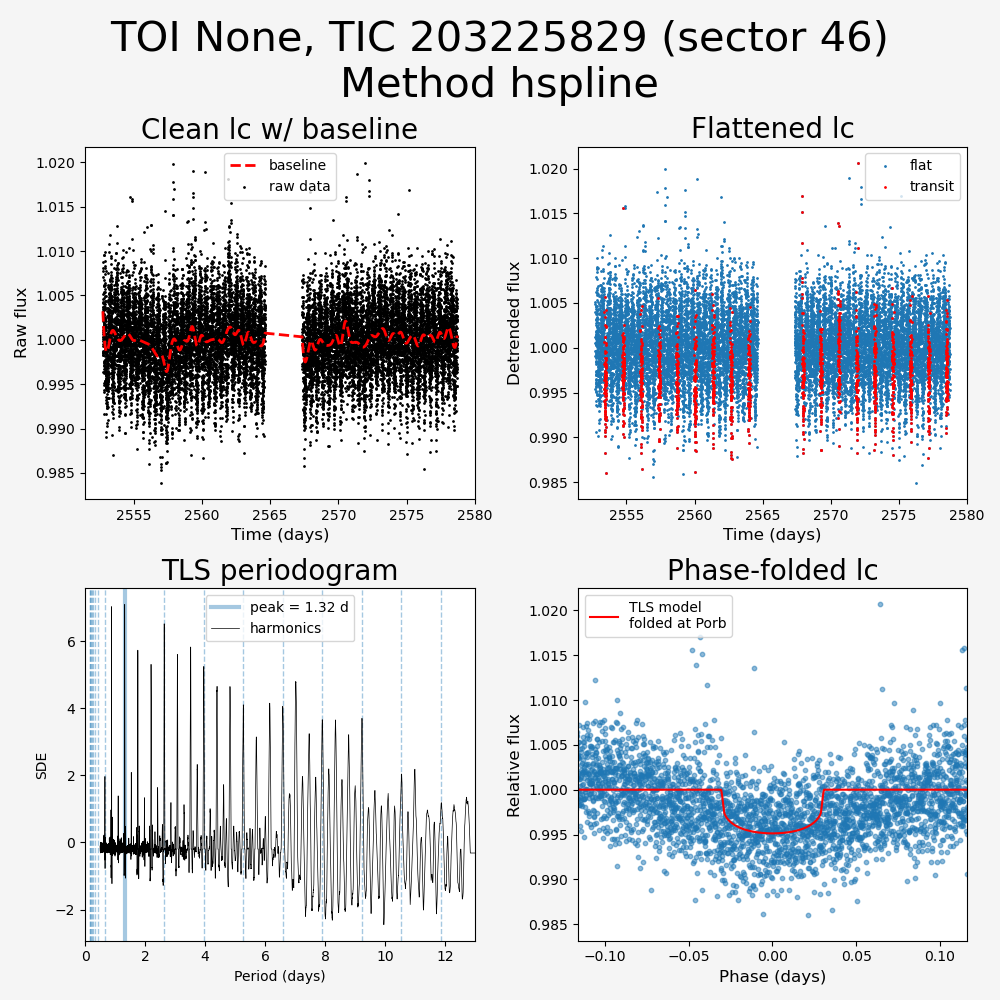 TOI None, TIC 203225829 (sector 46)
Method hspline
Clean lc w/ baseline
baseline
raw data
1.020
1.015
1.010
1.005
1.000
0.995
0.990
0.985
Raw flux
2555
2560
2565
2570
2575
2580
Time (days)
Flattened lc
flat
transit
1.020
1.015
1.010
1.005
1.000
0.995
0.990
0.985
Detrended flux
2555
2560
2565
2570
2575
2580
Time (days)
TLS periodogram
peak = 1.32 d
harmonics
6
4
2
0
−2
SDE
0
2
4
6
8
10
12
Period (days)
Phase-folded lc
TLS model
folded at Porb
1.020
1.015
1.010
1.005
1.000
0.995
0.990
0.985
Relative flux
−0.10
−0.05
0.00
0.05
0.10
Phase (days)